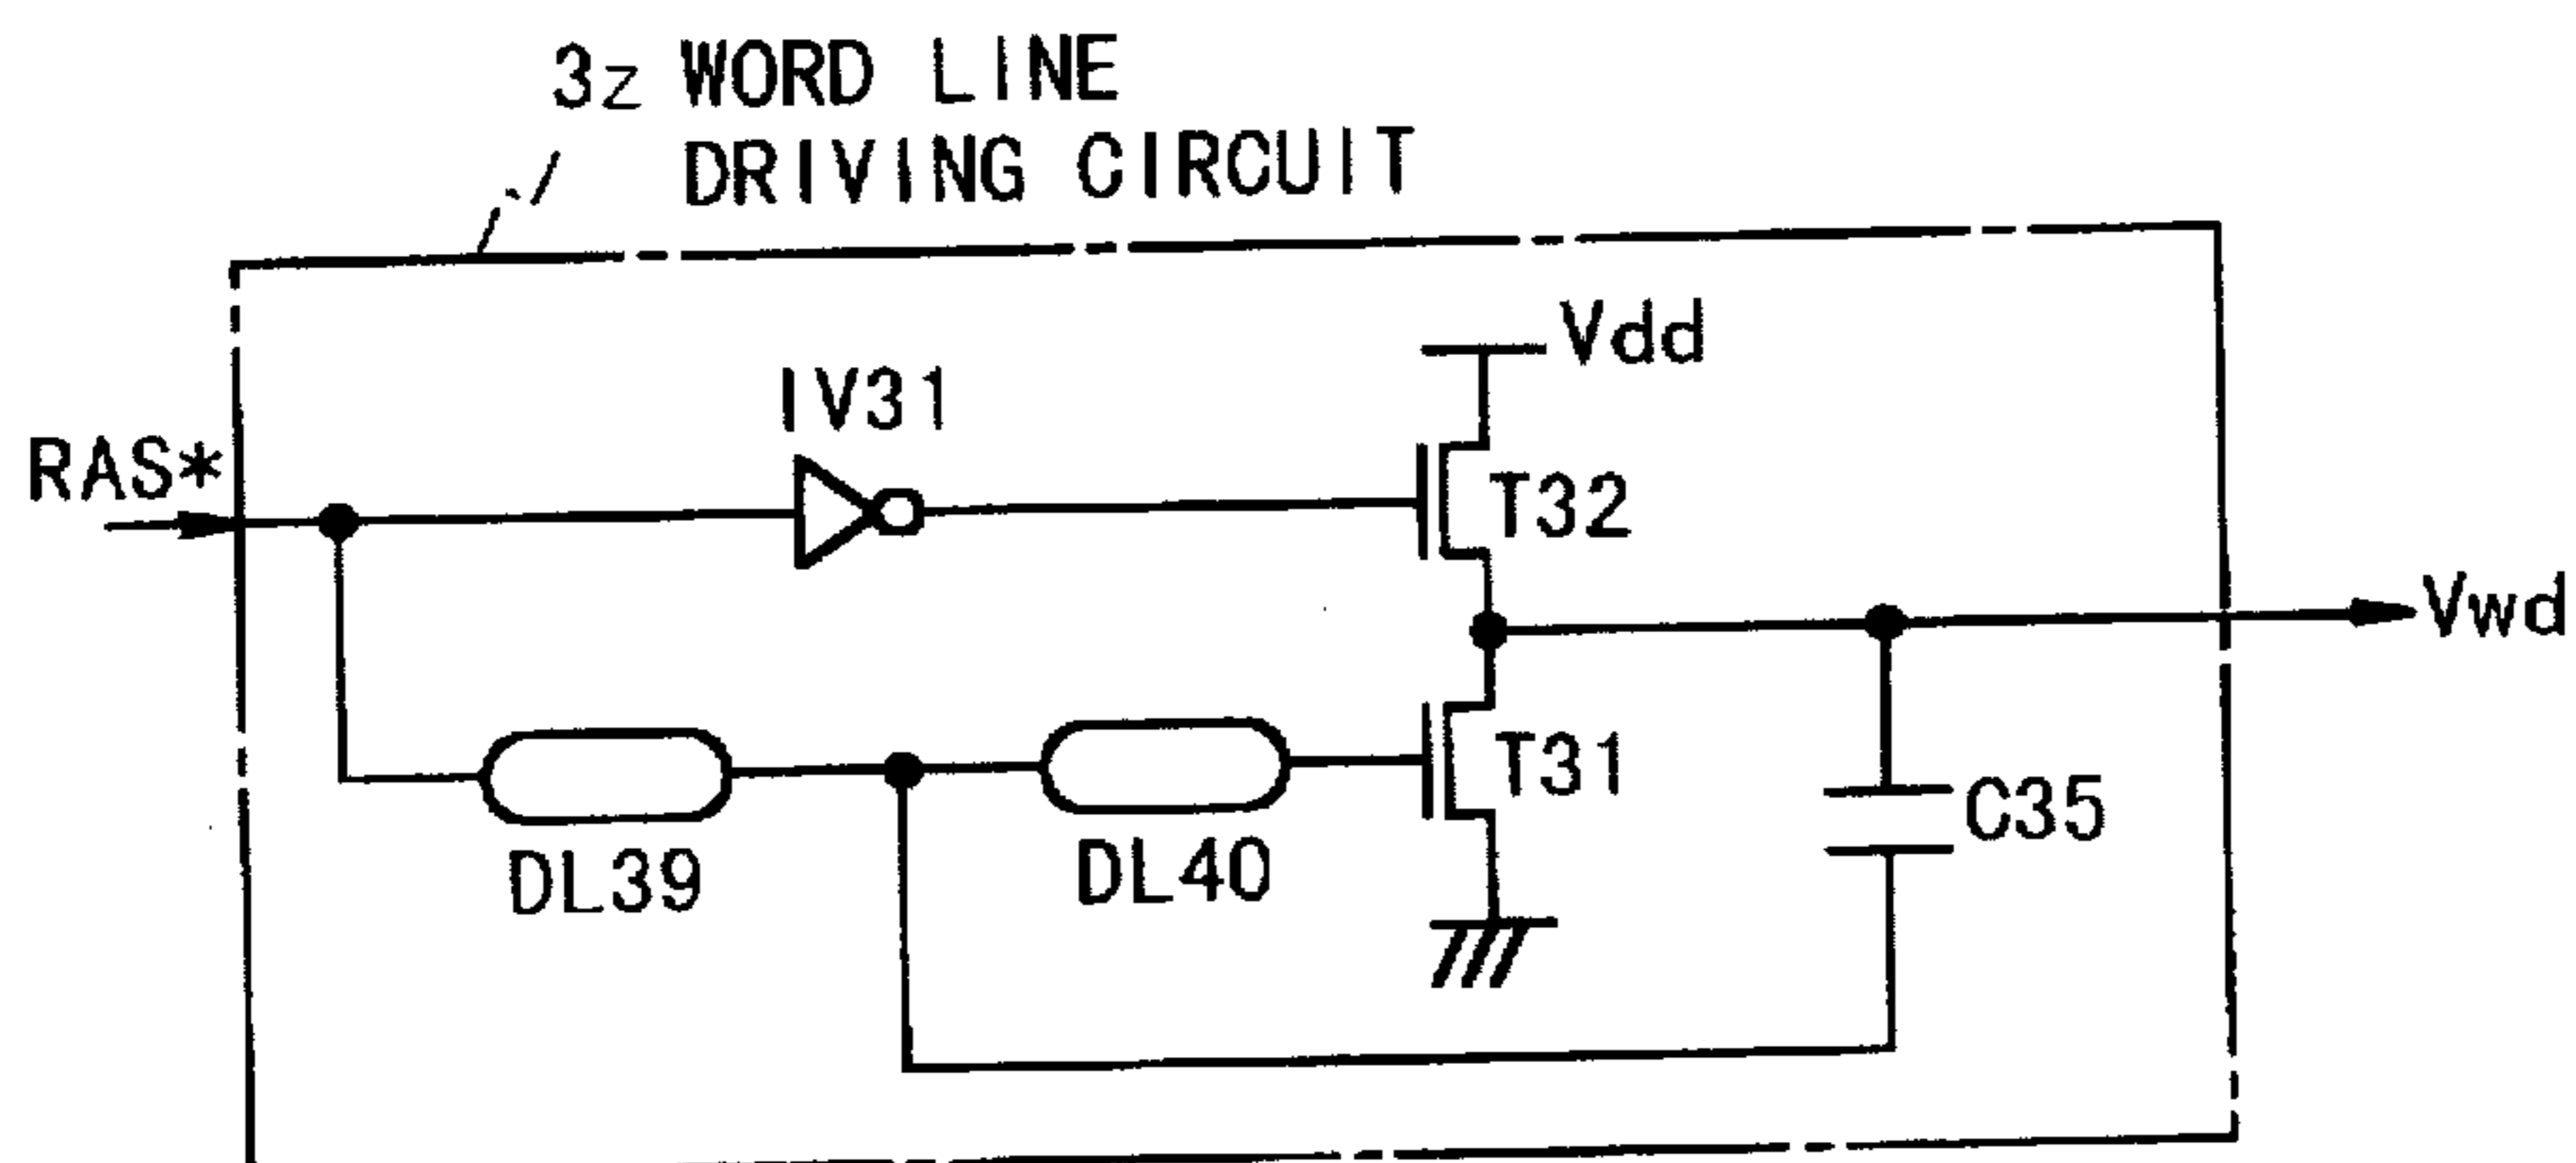 3z WORD LINE
DRIVING CIRCUIT
Vdd
IV31
RAS*
T32
Vwd
T31
C35
DL39
DL40